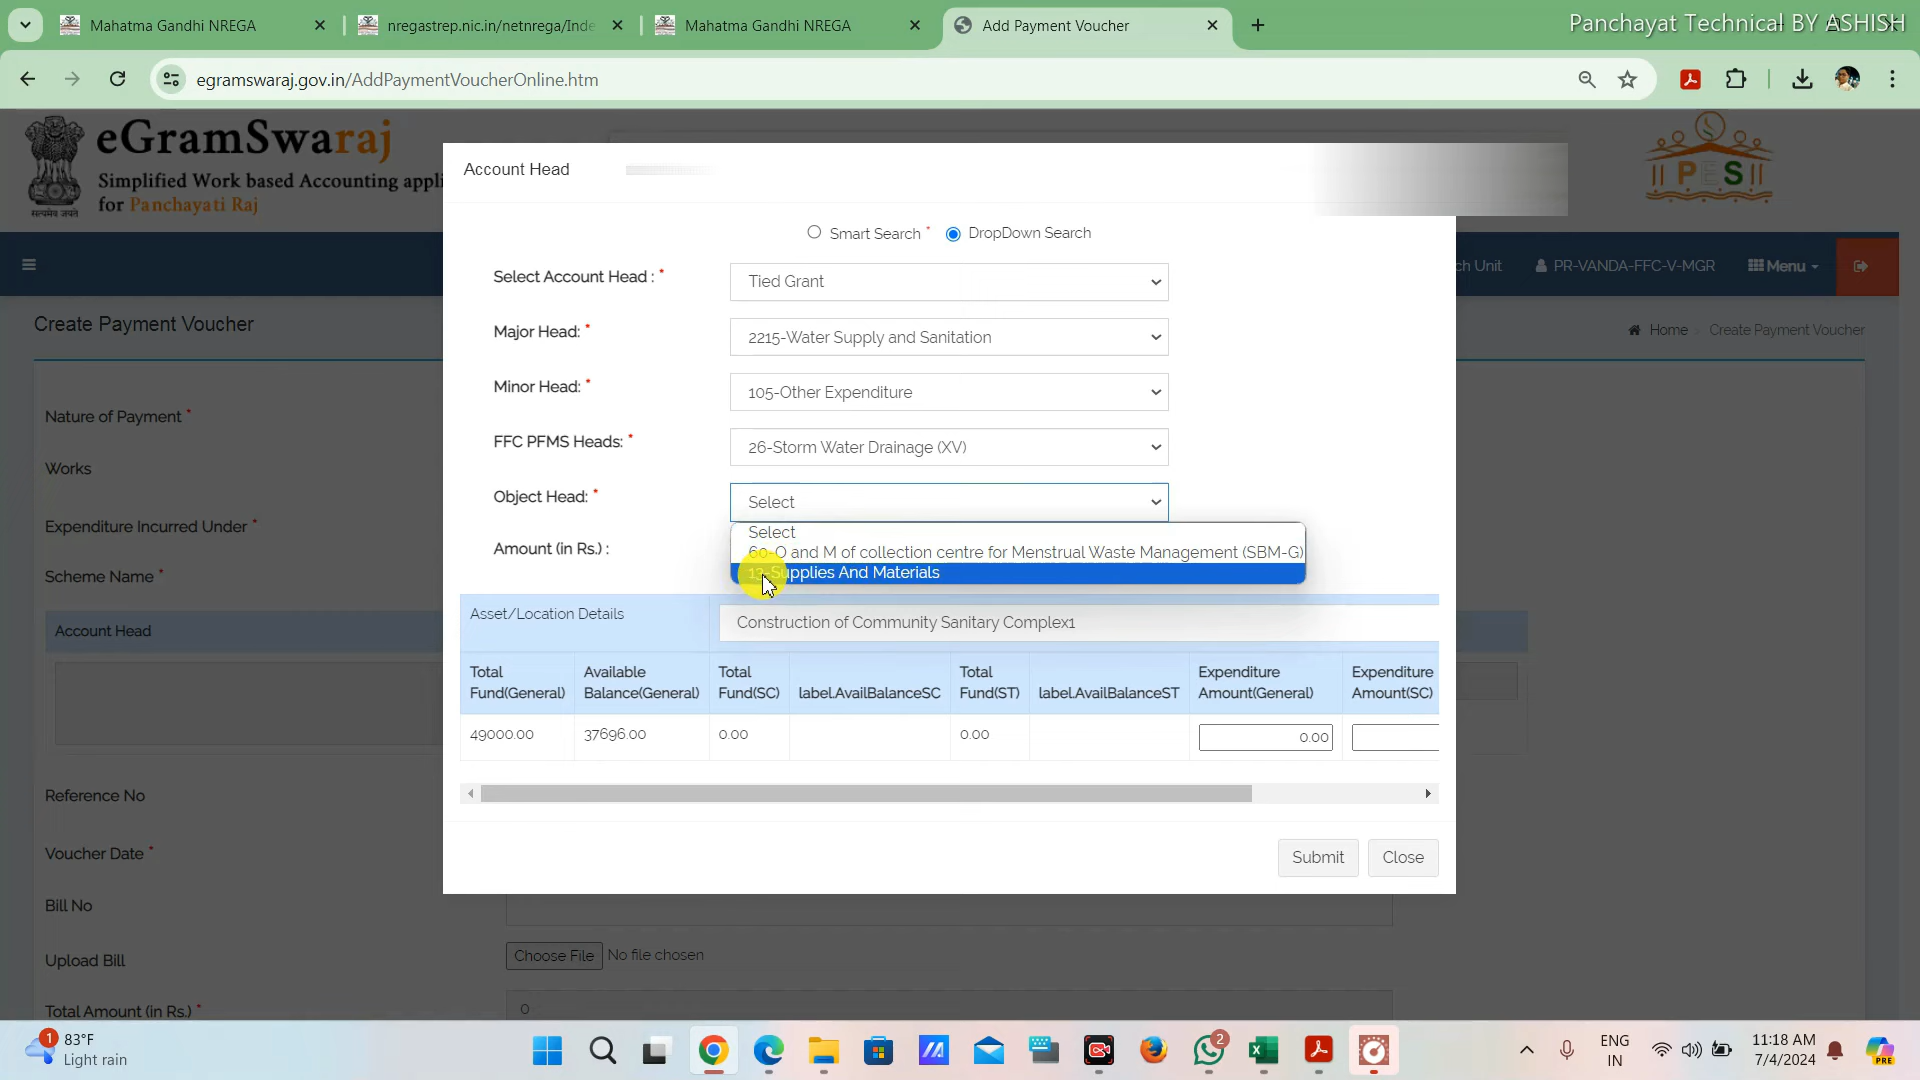 Mahatma Gandhi NREGA
nregastrep.nic.in/netnrega/Inde
Mahatma Gandhi NREGA
Add Payment Voucher
Panchayat Technical BY ASHISH
egramswaraj.gov.in/AddPaymentVoucherOnline.htm
eGramSwaraj
Simplified Work based Accounting appli
for Panchayati Raj
सत्यमेव जयते
PES
ch Unit
PR-VANDA-FFC-V-MGR
Menu
Create Payment Voucher
Home
Create Payment Voucher
Nature of Payment *
Works
Expenditure Incurred Under *
Scheme Name *
Account Head
Reference No
Voucher Date *
Bill No
Upload Bill
Choose File No file chosen
Total Amount (in Rs.) *
0
Account Head
Smart Search * DropDown Search
Select Account Head : *
Tied Grant
Major Head: *
2215-Water Supply and Sanitation
Minor Head: *
105-Other Expenditure
FFC PFMS Heads: *
26-Storm Water Drainage (XV)
Object Head: *
Select
Select
60-O and M of collection centre for Menstrual Waste Management (SBM-G)
13-Supplies And Materials
Amount (in Rs.) :
Asset/Location Details
Construction of Community Sanitary Complex1
Total Fund(General)
Available Balance(General)
Total Fund(SC)
label.AvailBalanceSC
Total Fund(ST)
label.AvailBalanceST
Expenditure Amount(General)
Expenditure Amount(SC)
49000.00 37696.00 0.00 0.00 0.00
Submit Close
1
83°F
Light rain
2
ENG
IN
11:18 AM
7/4/2024
PRE